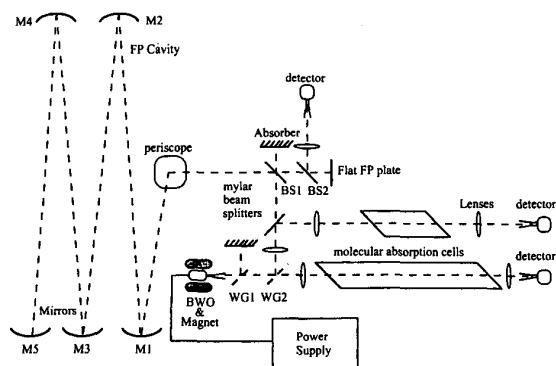 M4
M2
FP Cavity
detector
Absorber
periscope
Flat FP plate
BS1
BS2
mylar
beam
splitters
Lenses
detector
molecular absorption cells
detector
WG1
WG2
BWO
&
Magnet
Mirrors
M5
M3
M1
Power
Supply